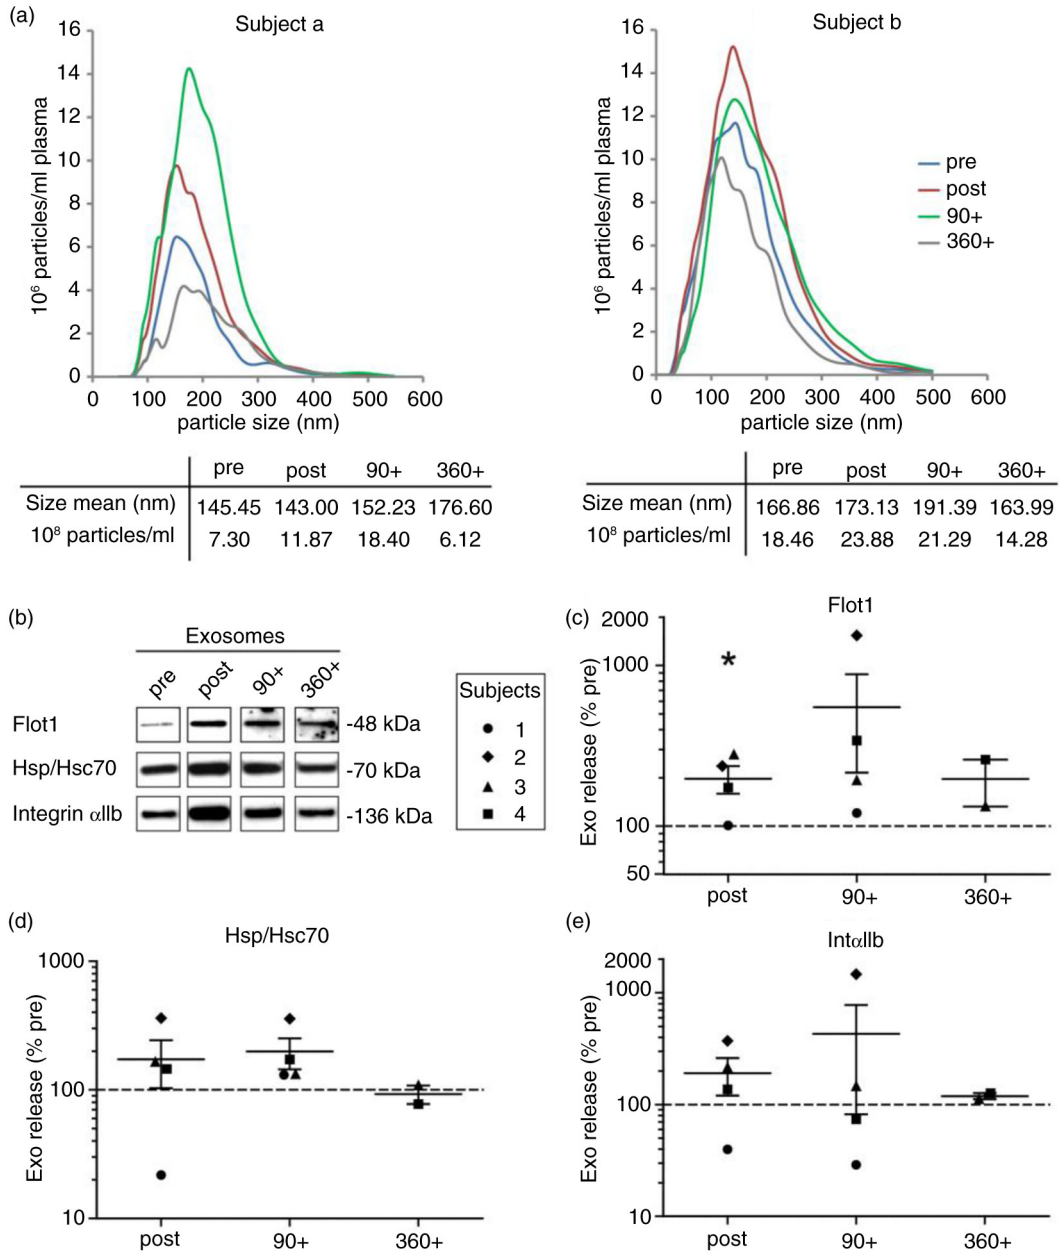 (a)
Subject a
16
14
12
10
8
6
4
2
0
10⁶ particles/ml plasma
0 100 200 300 400 500 600
particle size (nm)
Subject b
16
14
12
10
8
6
4
2
0
10⁶ particles/ml plasma
0 100 200 300 400 500 600
particle size (nm)
pre
post
90+
360+
pre post 90+ 360+
Size mean (nm) 145.45 143.00 152.23 176.60
10⁸ particles/ml 7.30 11.87 18.40 6.12
pre post 90+ 360+
Size mean (nm) 166.86 173.13 191.39 163.99
10⁸ particles/ml 18.46 23.88 21.29 14.28
(b)
Exosomes
pre post 90+ 360+
Flot1 -48 kDa
Hsp/Hsc70 -70 kDa
Integrin αIIb -136 kDa
Subjects
1
2
3
4
(c)
Flot1
2000
1000
100
50
Exo release (% pre)
*
post 90+ 360+
(d)
Hsp/Hsc70
1000
100
10
Exo release (% pre)
post 90+ 360+
(e)
IntαIIb
2000
1000
100
10
Exo release (% pre)
post 90+ 360+